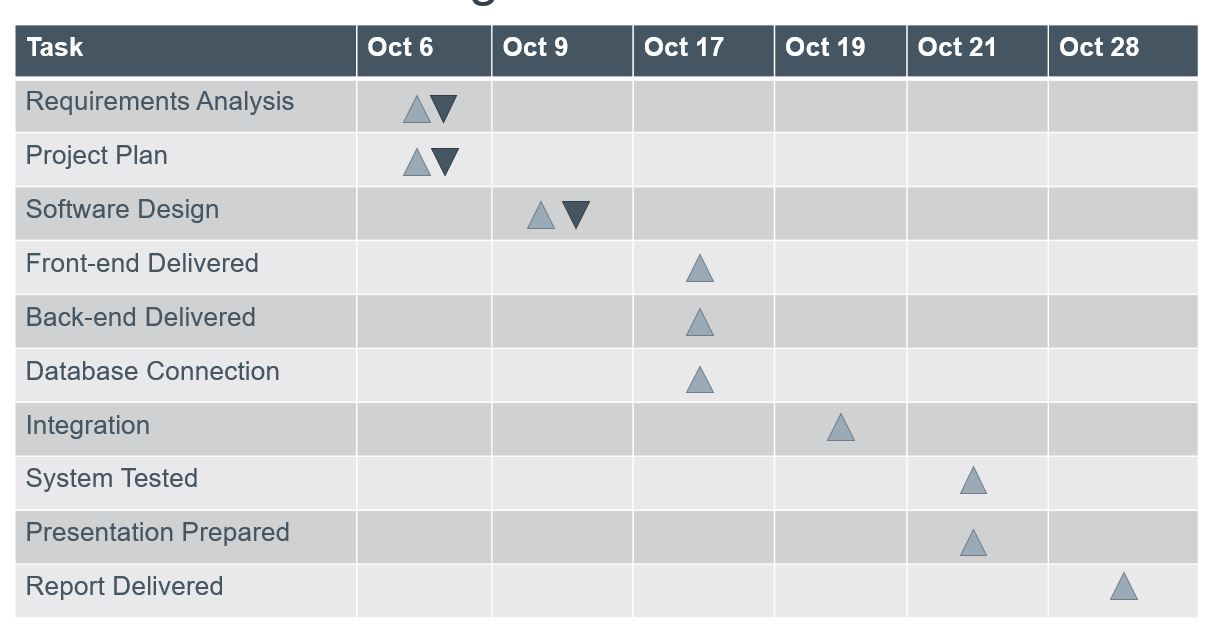 Task Oct 6 Oct 9 Oct 17 Oct 19 Oct 21 Oct 28
Requirements Analysis
Project Plan
Software Design
Front-end Delivered
Back-end Delivered
Database Connection
Integration
System Tested
Presentation Prepared
Report Delivered